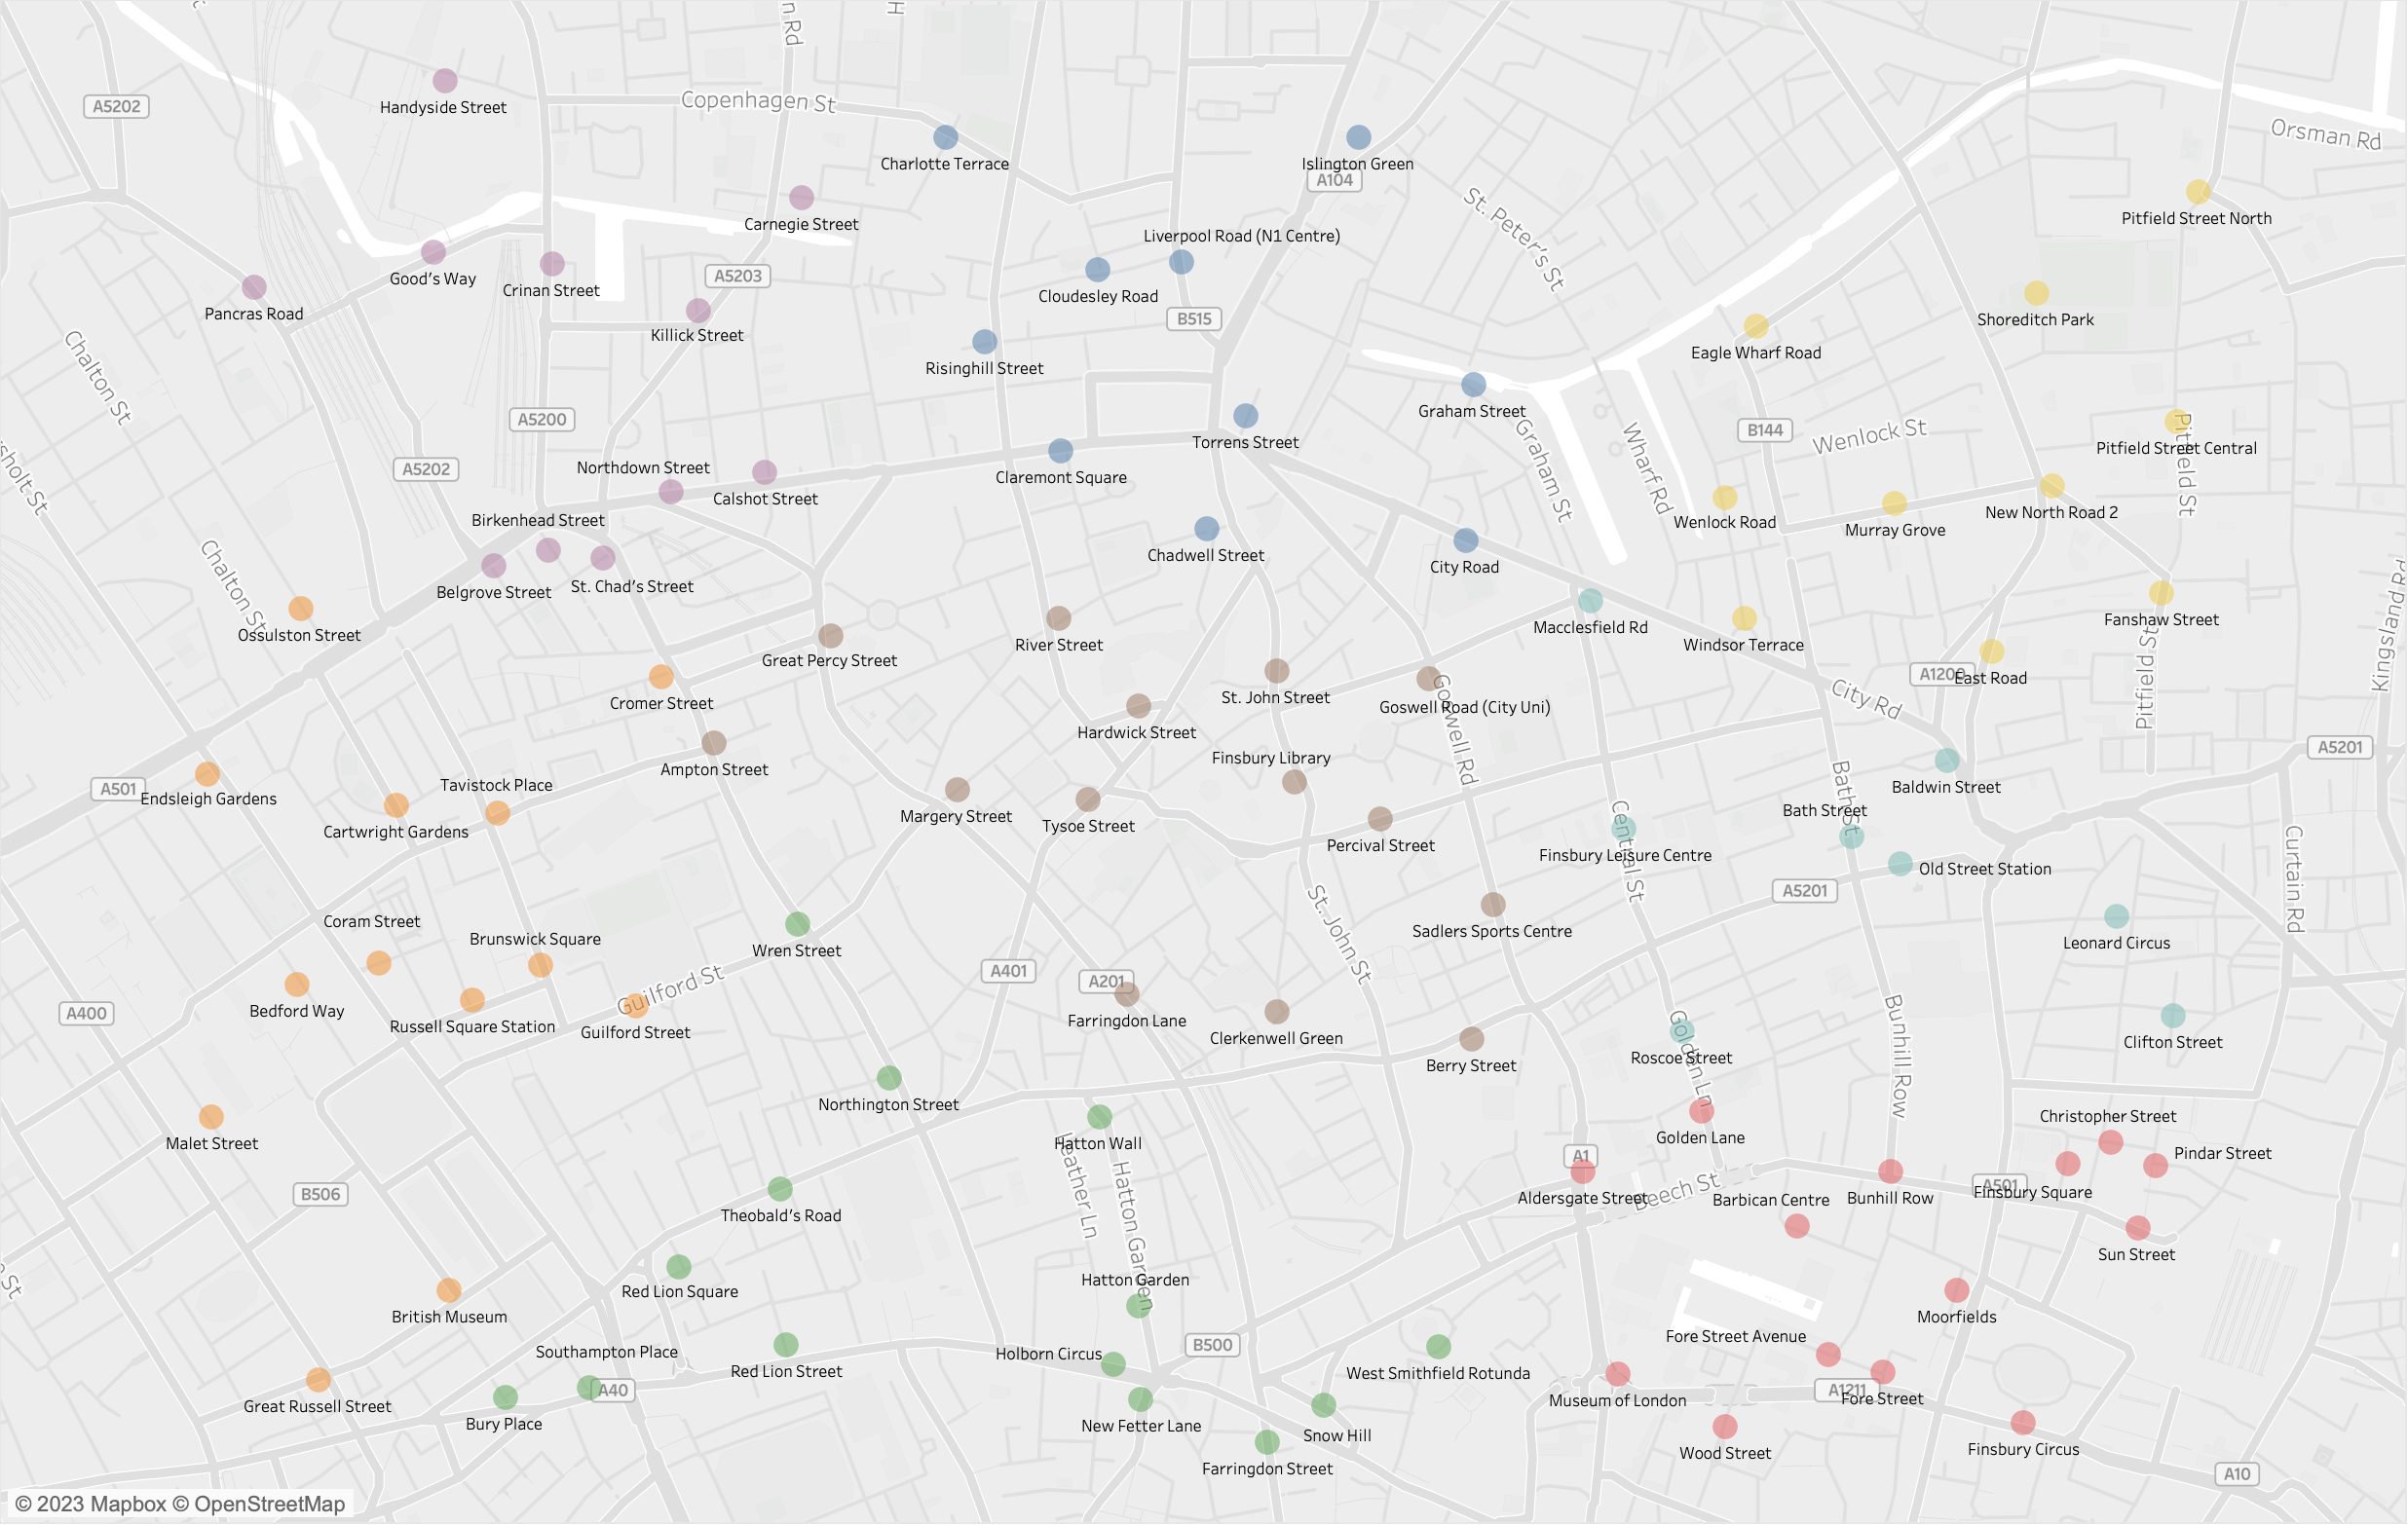 n Rd
H
A5202
Handyside Street
Copenhagen St
Charlotte Terrace
Islington Green
A104
Orsman Rd
Carnegie Street
St. Peter's St
Pitfield Street North
Liverpool Road (N1 Centre)
Good's Way
Crinan Street
A5203
Cloudesley Road
Pancras Road
Killick Street
B515
Shoreditch Park
Chalton St
Risinghill Street
Eagle Wharf Road
A5200
Graham Street
Graham St
Wharf Rd
B144
Wenlock St
Pitfield Street Central
Pitfield St
Torrens Street
A5202
Northdown Street
Calshot Street
Claremont Square
sholt St
Birkenhead Street
Wenlock Road
Murray Grove
New North Road 2
Chadwell Street
City Road
Belgrove Street
St. Chad's Street
Chalton St
Ossulston Street
Great Percy Street
River Street
Macclesfield Rd
Windsor Terrace
Fanshaw Street
Kingsland Rd
Cromer Street
St. John Street
Goswell Road (City Uni)
Goswell Rd
City Rd
A1200
East Road
Pitfield St
Hardwick Street
Ampton Street
Finsbury Library
A5201
A501
Endsleigh Gardens
Tavistock Place
Cartwright Gardens
Margery Street
Tysoe Street
Percival Street
Baldwin Street
Bath Street
Bath St
Finsbury Leisure Centre
Central St
Old Street Station
Curtain Rd
A5201
Coram Street
Brunswick Square
Wren Street
Sadlers Sports Centre
St. John St
Leonard Circus
A401
A201
Guilford St
A400
Bedford Way
Russell Square Station
Guilford Street
Farringdon Lane
Clerkenwell Green
Berry Street
Roscoe Street
Golden Ln
Bunhill Row
Clifton Street
Northington Street
Malet Street
Hatton Wall
Leather Ln
Hatton Garden
Golden Lane
Christopher Street
Pindar Street
A1
A501
B506
Aldersgate Street
Beech St
Barbican Centre
Bunhill Row
Finsbury Square
Theobald's Road
Sun Street
Red Lion Square
Hatton Garden
e St
British Museum
Moorfields
Fore Street Avenue
Southampton Place
Holborn Circus
B500
Red Lion Street
West Smithfield Rotunda
A40
A1211
Great Russell Street
Bury Place
New Fetter Lane
Snow Hill
Museum of London
Fore Street
Farringdon Street
Wood Street
Finsbury Circus
A10
© 2023 Mapbox © OpenStreetMap